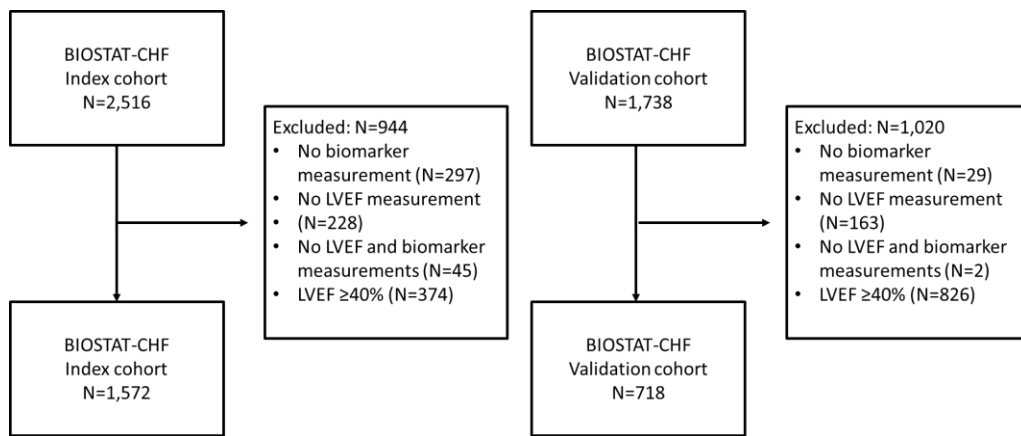 BIOSTAT-CHF
Index cohort
N=2,516
Excluded: N=944
• No biomarker
measurement (N=297)
• No LVEF measurement
• (N=228)
• No LVEF and biomarker
measurements (N=45)
• LVEF ≥40% (N=374)
BIOSTAT-CHF
Index cohort
N=1,572
BIOSTAT-CHF
Validation cohort
N=1,738
Excluded: N=1,020
• No biomarker
measurement (N=29)
• No LVEF measurement
(N=163)
• No LVEF and biomarker
measurements (N=2)
• LVEF ≥40% (N=826)
BIOSTAT-CHF
Validation cohort
N=718